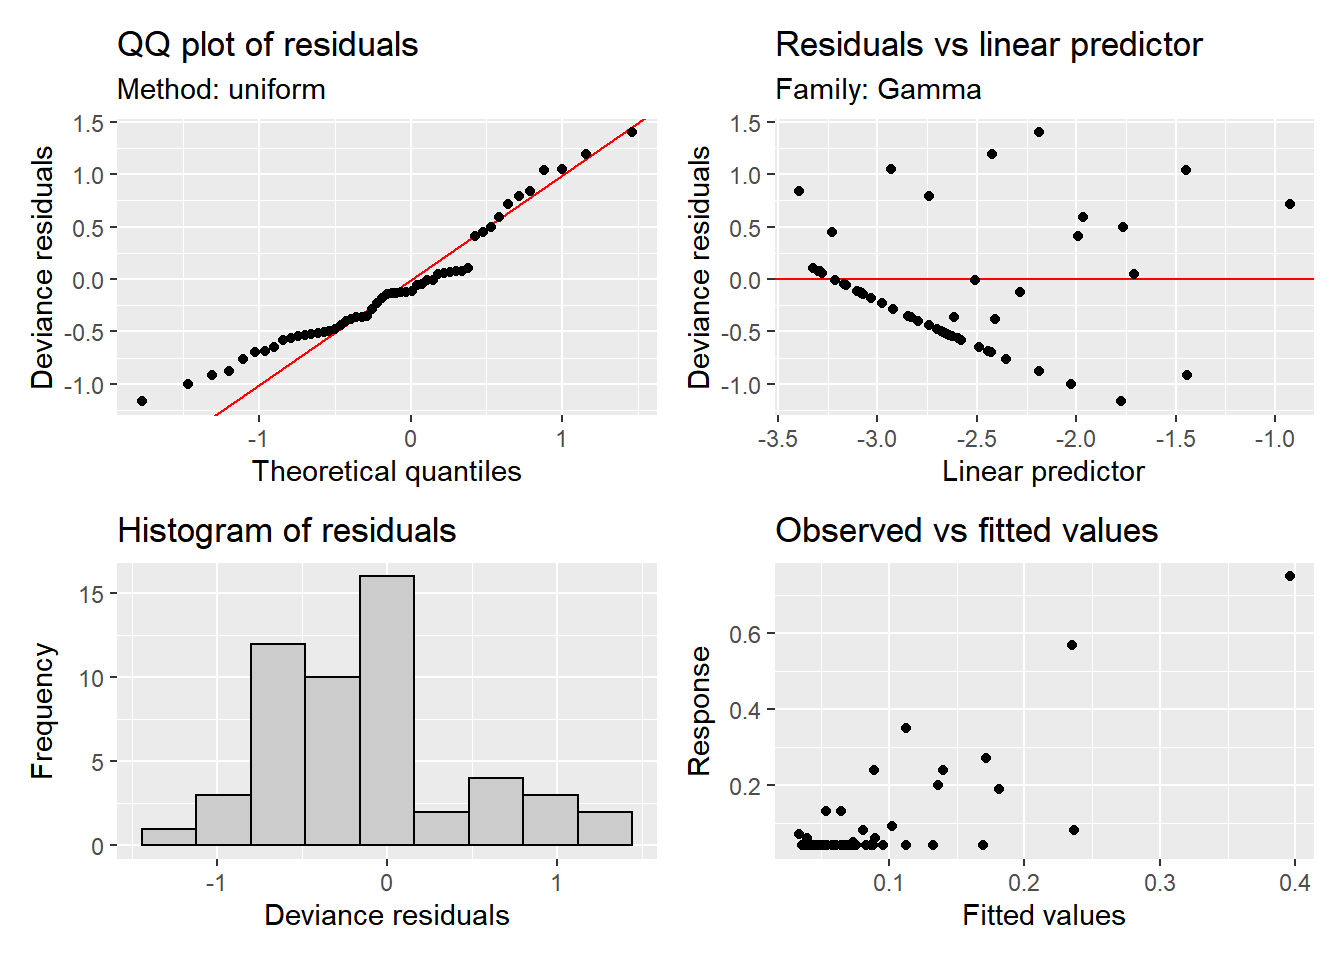 QQ plot of residuals
Method: uniform
Deviance residuals
1.5
1.0
0.5
0.0
-0.5
-1.0
-1
0
1
Theoretical quantiles
Residuals vs linear predictor
Family: Gamma
Deviance residuals
1.5
1.0
0.5
0.0
-0.5
-1.0
-3.5
-3.0
-2.5
-2.0
-1.5
-1.0
Linear predictor
Histogram of residuals
Frequency
15
10
5
0
-1
0
1
Deviance residuals
Observed vs fitted values
Response
0.6
0.4
0.2
0.1
0.2
0.3
0.4
Fitted values